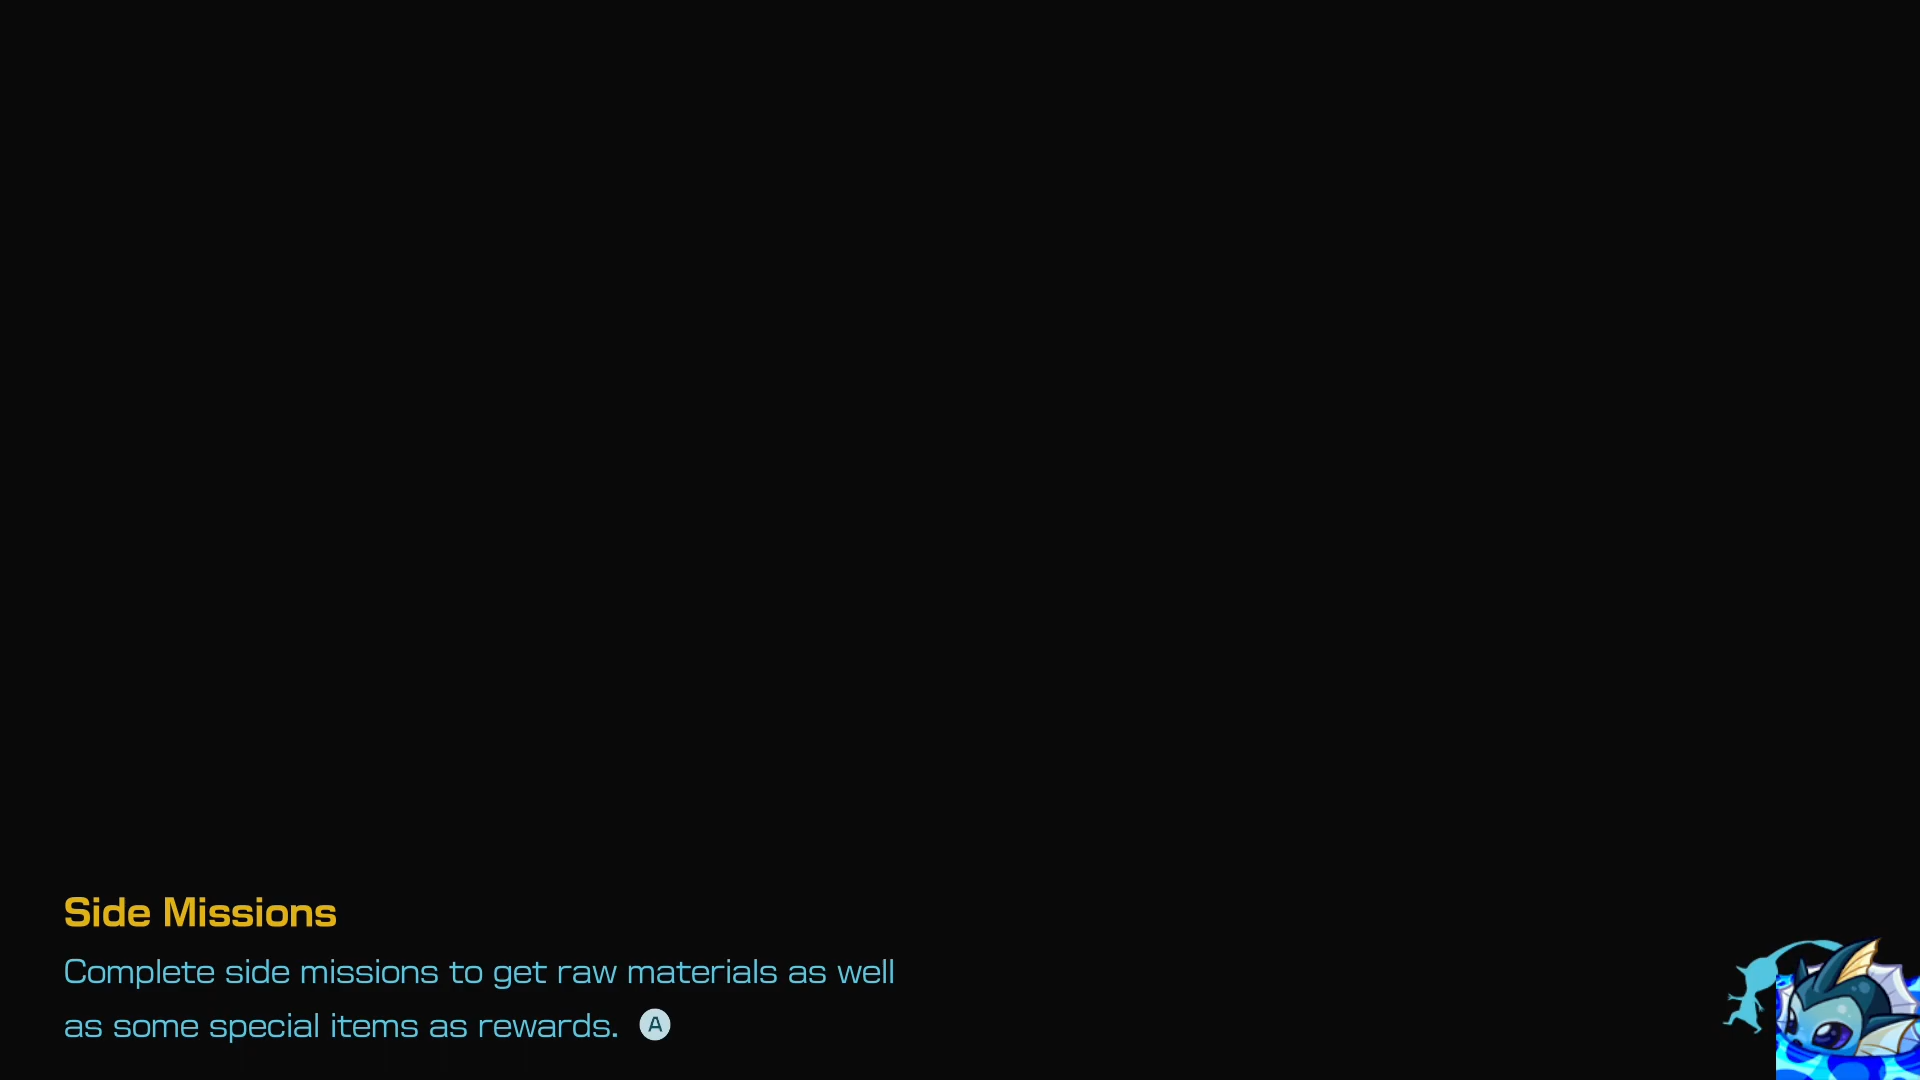 Side Missions
Complete side missions to get raw materials as well
as some special items as rewards. A